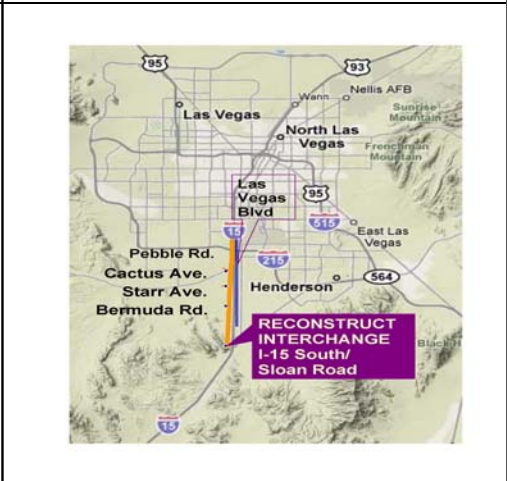 95
93
Nellis AFB
Wann
Las Vegas
Sunrise
Mountain
North Las
Vegas
Frenchman
Mountain
Las
Vegas
Blvd
95
15
515
East Las
Vegas
Pebble Rd.
215
Cactus Ave.
564
Starr Ave.
Henderson
Bermuda Rd.
RECONSTRUCT
INTERCHANGE
I-15 South/
Sloan Road
Black
15